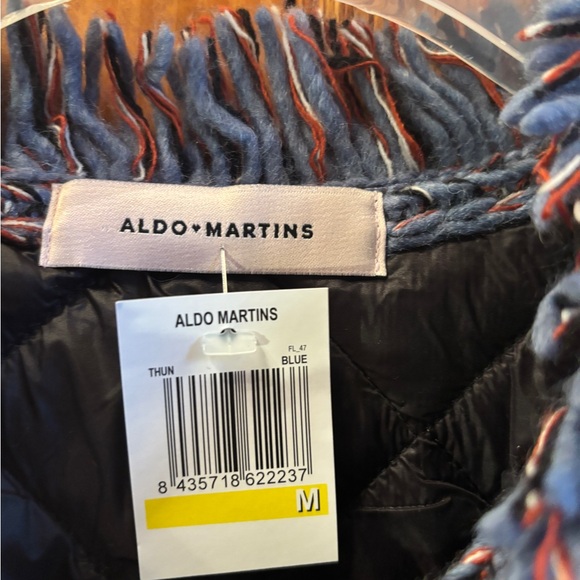 ALDO♥MARTINS
ALDO MARTINS
FL_47
THUN BLUE
8 435718 622237
M